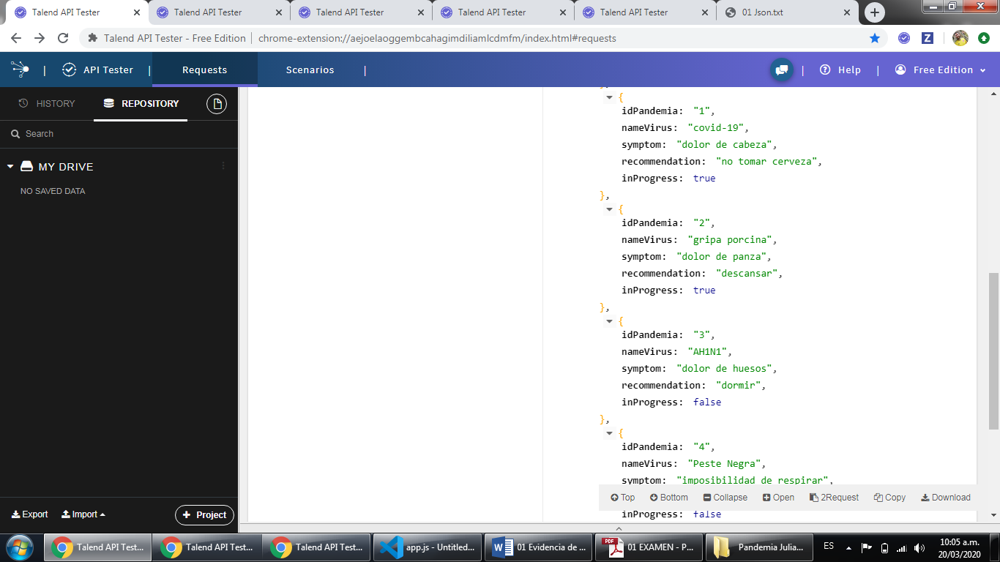 Talend API Tester
Talend API Tester
Talend API Tester
Talend API Tester
Talend API Tester
01 Json.txt
Talend API Tester - Free Edition | chrome-extension://aejoelaoggembcahagimdiliamlcdmfm/index.html#requests
| API Tester | Requests Scenarios | | Help | Free Edition
HISTORY REPOSITORY
Search
MY DRIVE
NO SAVED DATA
{
idPandemia: "1",
nameVirus: "covid-19",
symptom: "dolor de cabeza",
recommendation: "no tomar cerveza",
inProgress: true
},
{
idPandemia: "2",
nameVirus: "gripa porcina",
symptom: "dolor de panza",
recommendation: "descansar",
inProgress: true
},
{
idPandemia: "3",
nameVirus: "AH1N1",
symptom: "dolor de huesos",
recommendation: "dormir",
inProgress: false
},
{
idPandemia: "4",
nameVirus: "Peste Negra",
symptom: "imposibilidad de respirar",
Top Bottom Collapse Open 2Request Copy Download
inProgress: false
Export Import + Project
Talend API Test...
Talend API Test...
Talend API Test...
app.js - Untitled...
01 Evidencia de ...
01 EXAMEN - P...
Pandemia Julia...
ES
10:05 a.m.
20/03/2020